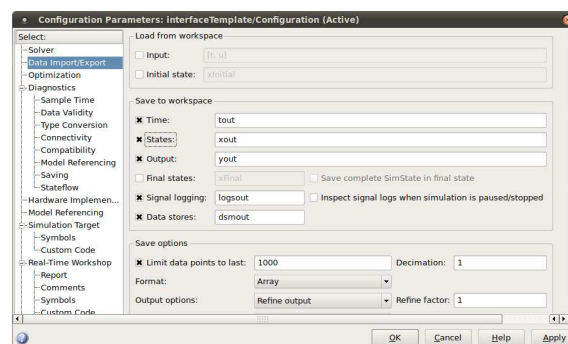 Configuration Parameters: interfaceTemplate/Configuration (Active)
Select:
Solver
Data Import/Export
Optimization
Diagnostics
Sample Time
Data Validity
Type Conversion
Connectivity
Compatibility
Model Referencing
Saving
Stateflow
Hardware Implemen...
Model Referencing
Simulation Target
Symbols
Custom Code
Real-Time Workshop
Report
Comments
Symbols
Custom Code
Load from workspace
Input: [t, u]
Initial state: xInitial
Save to workspace
Time: tout
States: xout
Output: yout
Final states: xFinal Save complete SimState in final state
Signal logging: logsout Inspect signal logs when simulation is paused/stopped
Data stores: dsmout
Save options
Limit data points to last: 1000 Decimation: 1
Format: Array
Output options: Refine output Refine factor: 1
OK Cancel Help Apply